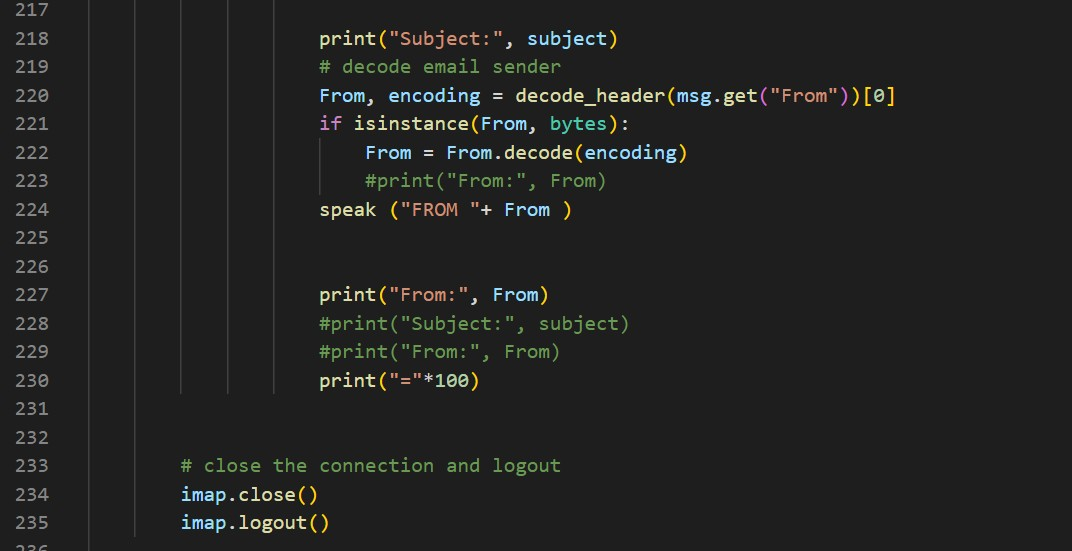 217
218 print("Subject:", subject)
219 # decode email sender
220 From, encoding = decode_header(msg.get("From"))[0]
221 if isinstance(From, bytes):
222 From = From.decode(encoding)
223 #print("From:", From)
224 speak ("FROM "+ From )
225
226
227 print("From:", From)
228 #print("Subject:", subject)
229 #print("From:", From)
230 print("="*100)
231
232
233 # close the connection and logout
234 imap.close()
235 imap.logout()
236